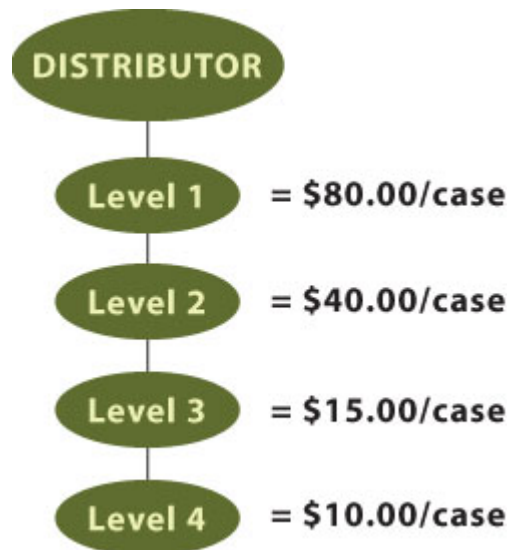 DISTRIBUTOR
Level 1 = $80.00/case
Level 2 = $40.00/case
Level 3 = $15.00/case
Level 4 = $10.00/case